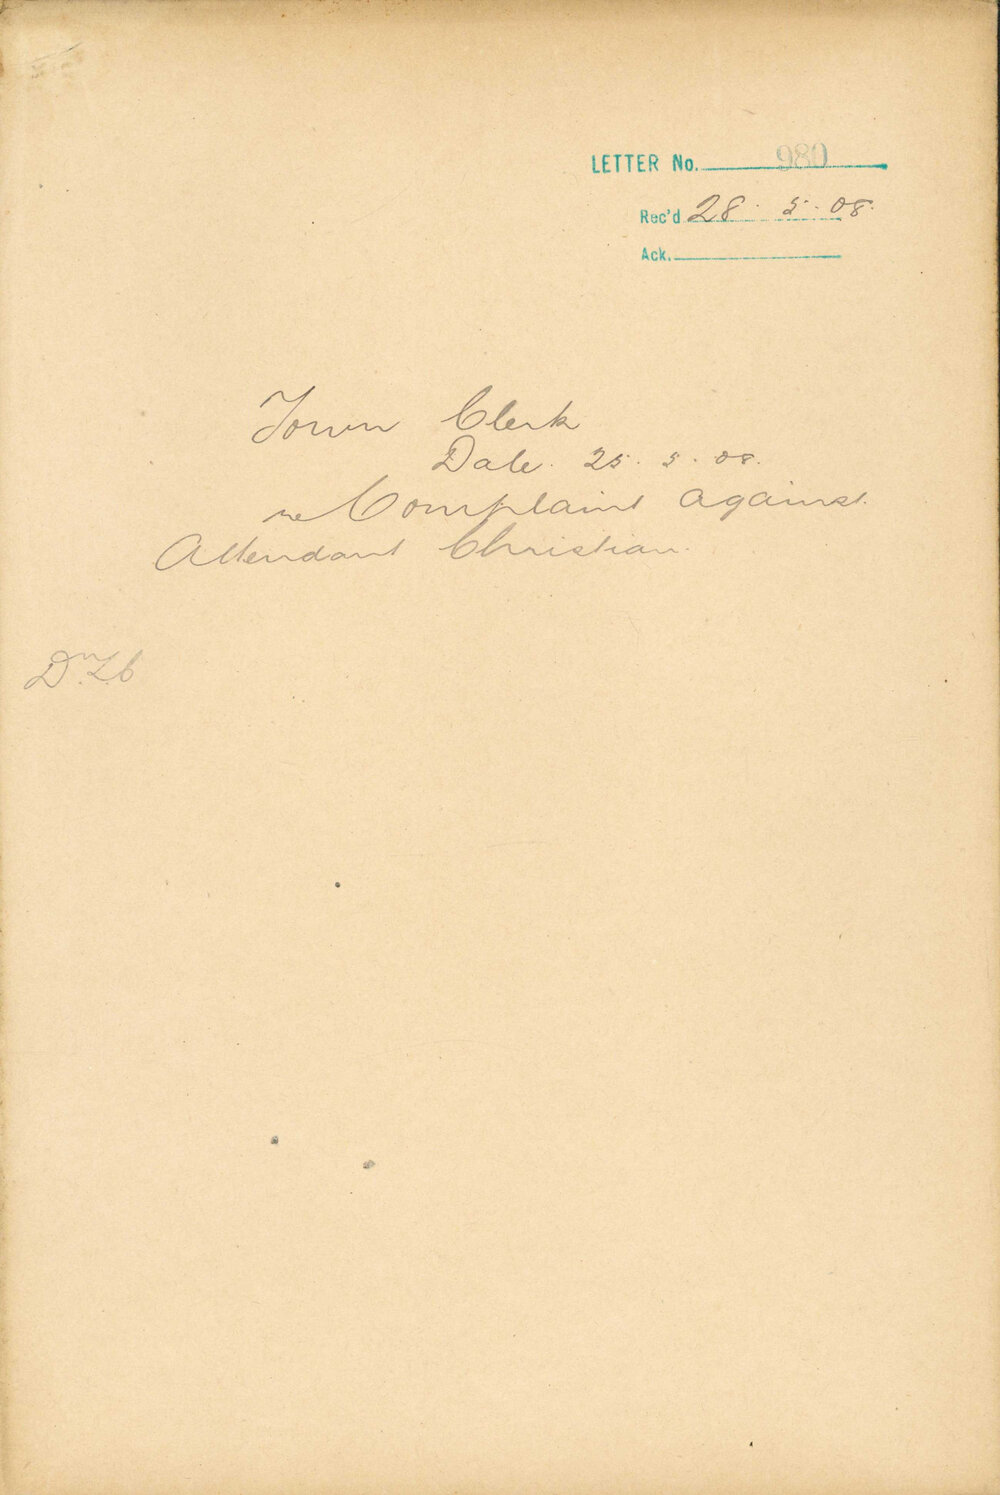 LETTER No. 980
Rec'd 28. 5. 08.
Ack.
Town Clerk
Date. 25. 5. 08.
re Complaint against.
Attendant Christian.